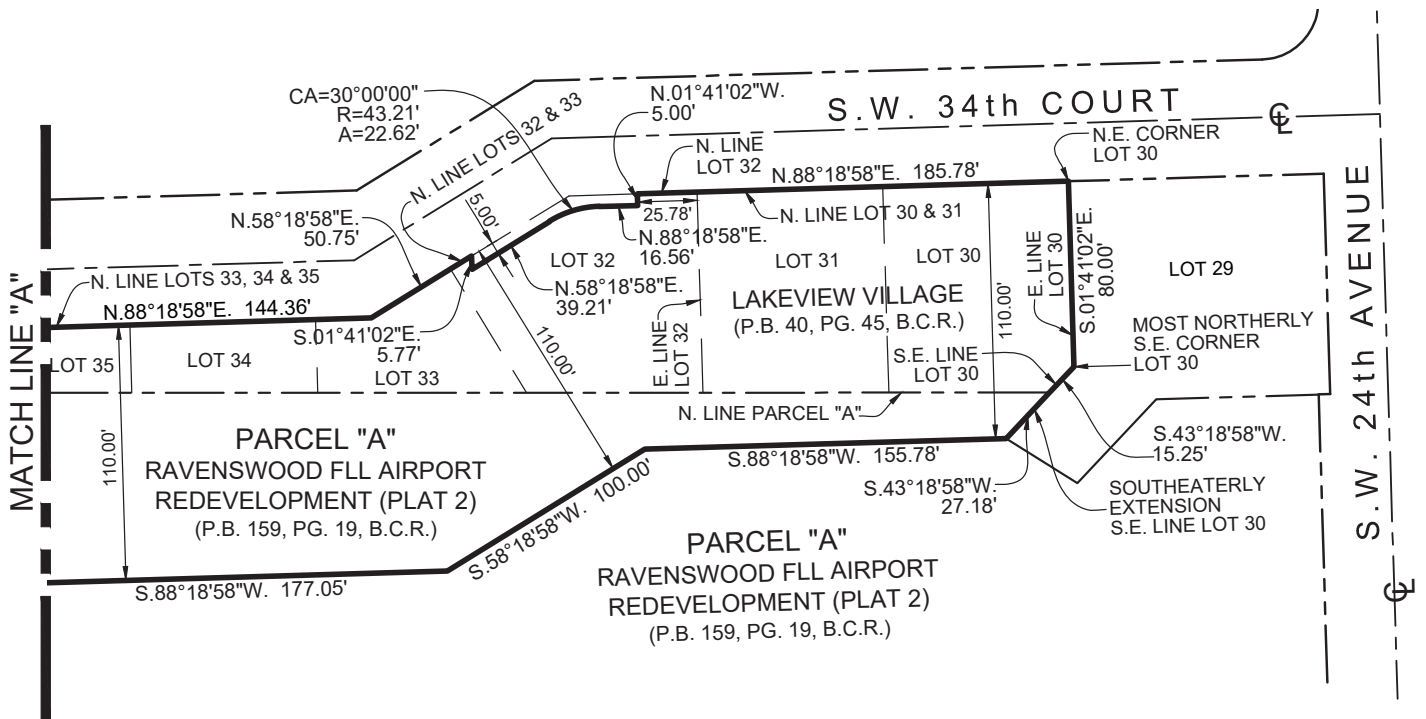 CA=30°00'00"
R=43.21'
A=22.62'
N. LINE LOTS 32 & 33
N.01°41'02"W.
5.00'
S.W. 34th COURT
N. LINE
LOT 32
N.E. CORNER
LOT 30
N.88°18'58"E. 185.78'
N.58°18'58"E.
50.75'
5.00'
25.78'
N. LINE LOT 30 & 31
N.88°18'58"E.
16.56'
LOT 32
LOT 31
LOT 30
E. LINE
LOT 30
S.01°41'02"E.
80.00'
LOT 29
N. LINE LOTS 33, 34 & 35
N.88°18'58"E. 144.36'
N.58°18'58"E.
39.21'
LAKEVIEW VILLAGE
(P.B. 40, PG. 45, B.C.R.)
110.00'
S.01°41'02"E.
5.77'
110.00'
E. LINE
LOT 32
S.E. LINE
LOT 30
MOST NORTHERLY
S.E. CORNER
LOT 30
LOT 35
LOT 34
LOT 33
MATCH LINE "A"
110.00'
N. LINE PARCEL "A"
S.W. 24th AVENUE
PARCEL "A"
RAVENSWOOD FLL AIRPORT
REDEVELOPMENT (PLAT 2)
(P.B. 159, PG. 19, B.C.R.)
S.88°18'58"W. 155.78'
S.43°18'58"W.
15.25'
S.43°18'58"W.
27.18'
SOUTHEATERLY
EXTENSION
S.E. LINE LOT 30
S.58°18'58"W. 100.00'
S.88°18'58"W. 177.05'
PARCEL "A"
RAVENSWOOD FLL AIRPORT
REDEVELOPMENT (PLAT 2)
(P.B. 159, PG. 19, B.C.R.)
℄
℄